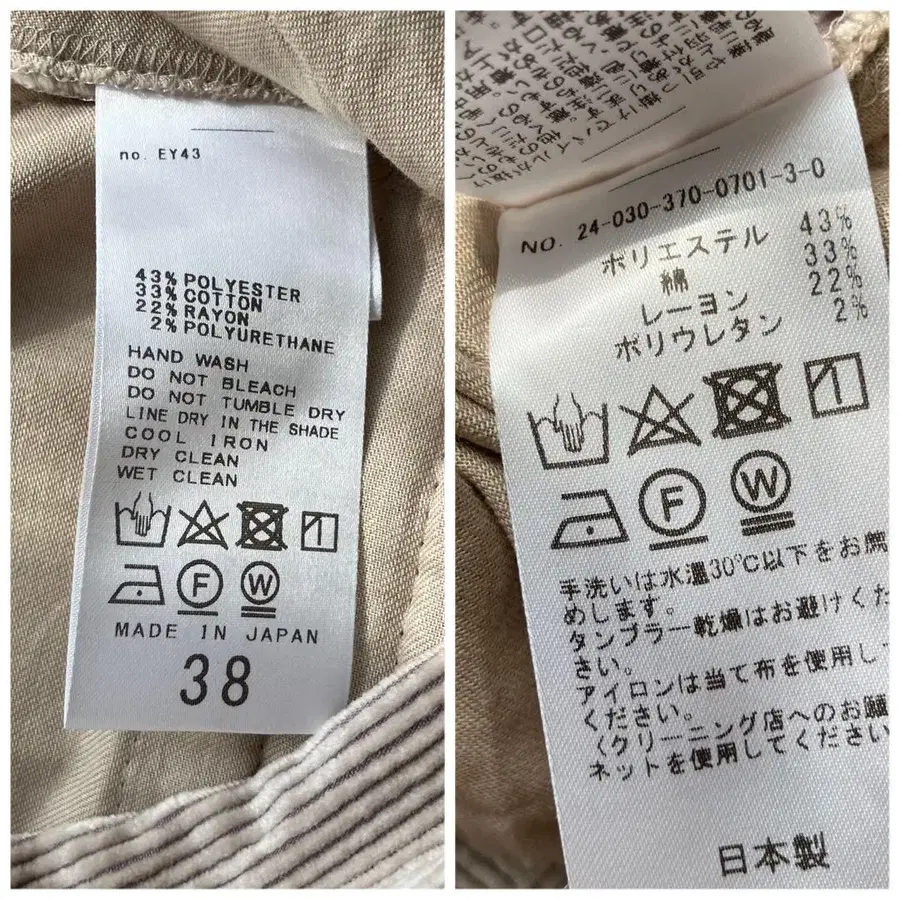 no. EY43
43% POLYESTER
33% COTTON
22% RAYON
2% POLYURETHANE
HAND WASH
DO NOT BLEACH
DO NOT TUMBLE DRY
LINE DRY IN THE SHADE
COOL IRON
DRY CLEAN
WET CLEAN
F
W
MADE IN JAPAN
38
NO. 24-030-370-0701-3-0
ポリエステル 43%
綿 33%
レーヨン 22%
ポリウレタン 2%
F
W
手洗いは水温30℃以下をお薦
めします。
タンブラー乾燥はお避けくだ
さい。
アイロンは当て布を使用し
ください。
くクリーニング店へのお願
ネットを使用してください
日本製